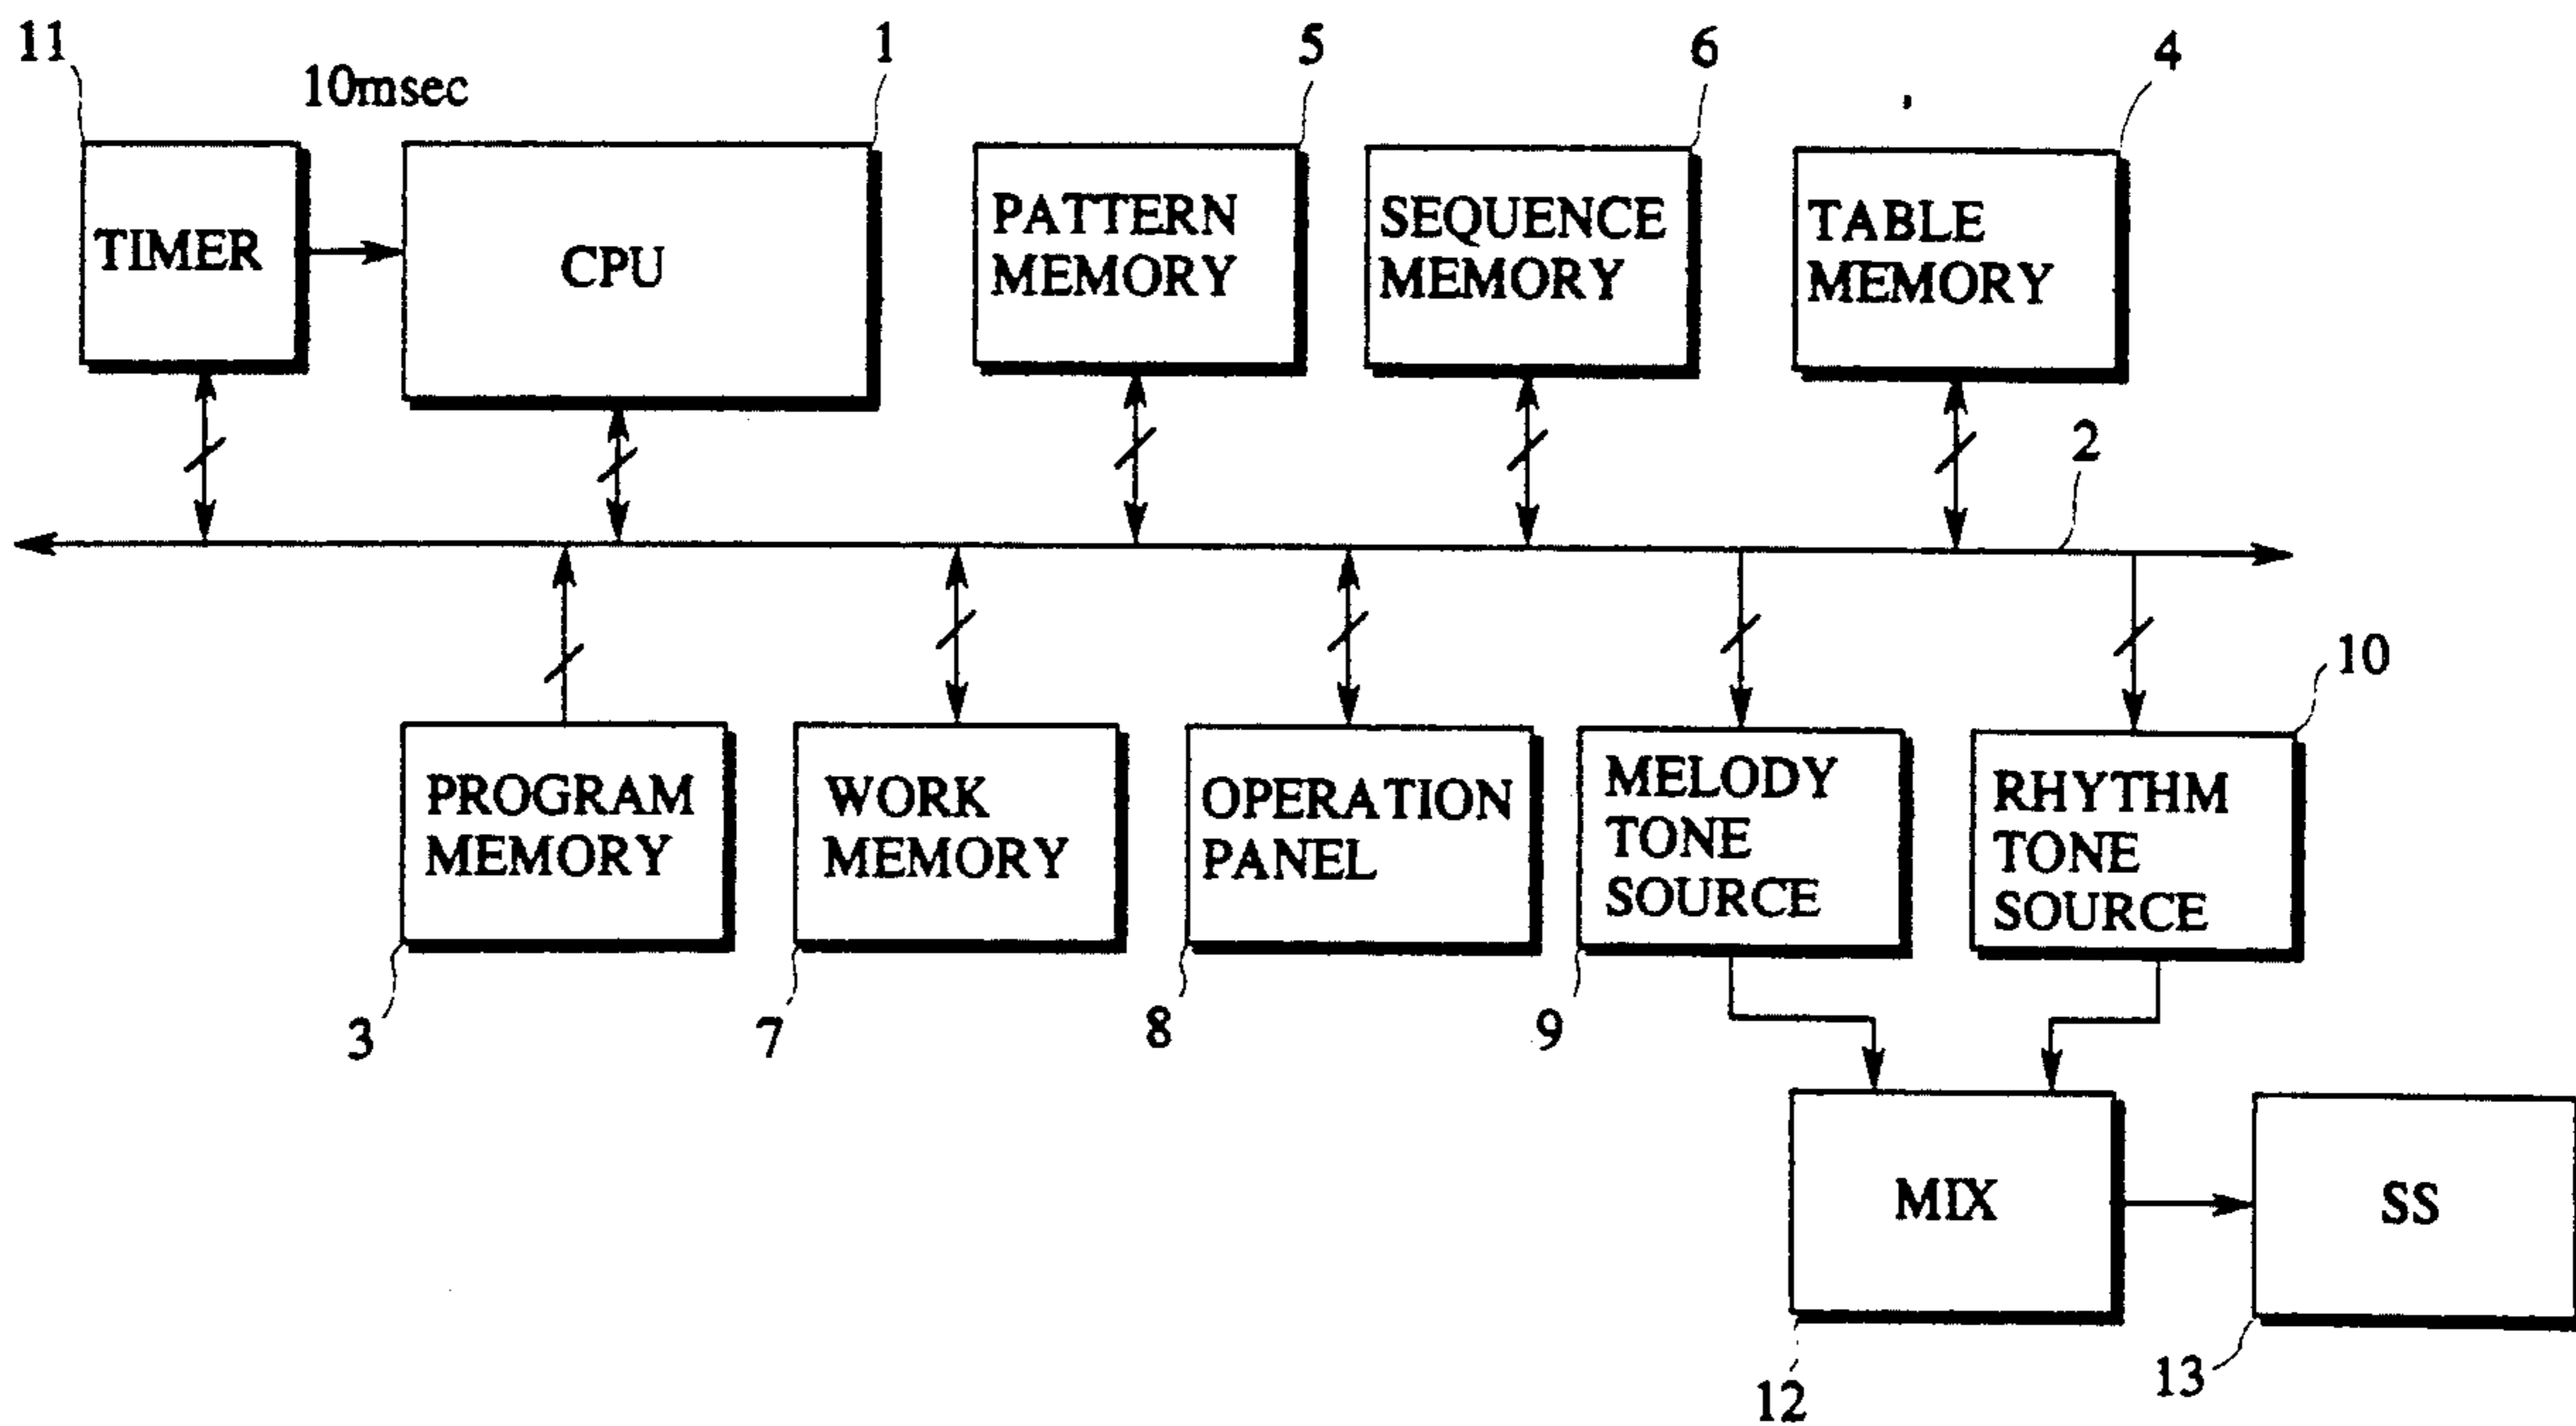 11
10msec
1
5
6
4
TIMER
CPU
PATTERN
MEMORY
SEQUENCE
MEMORY
TABLE
MEMORY
2
10
PROGRAM
MEMORY
WORK
MEMORY
OPERATION
PANEL
MELODY
TONE
SOURCE
RHYTHM
TONE
SOURCE
3
7
8
9
MIX
SS
12
13